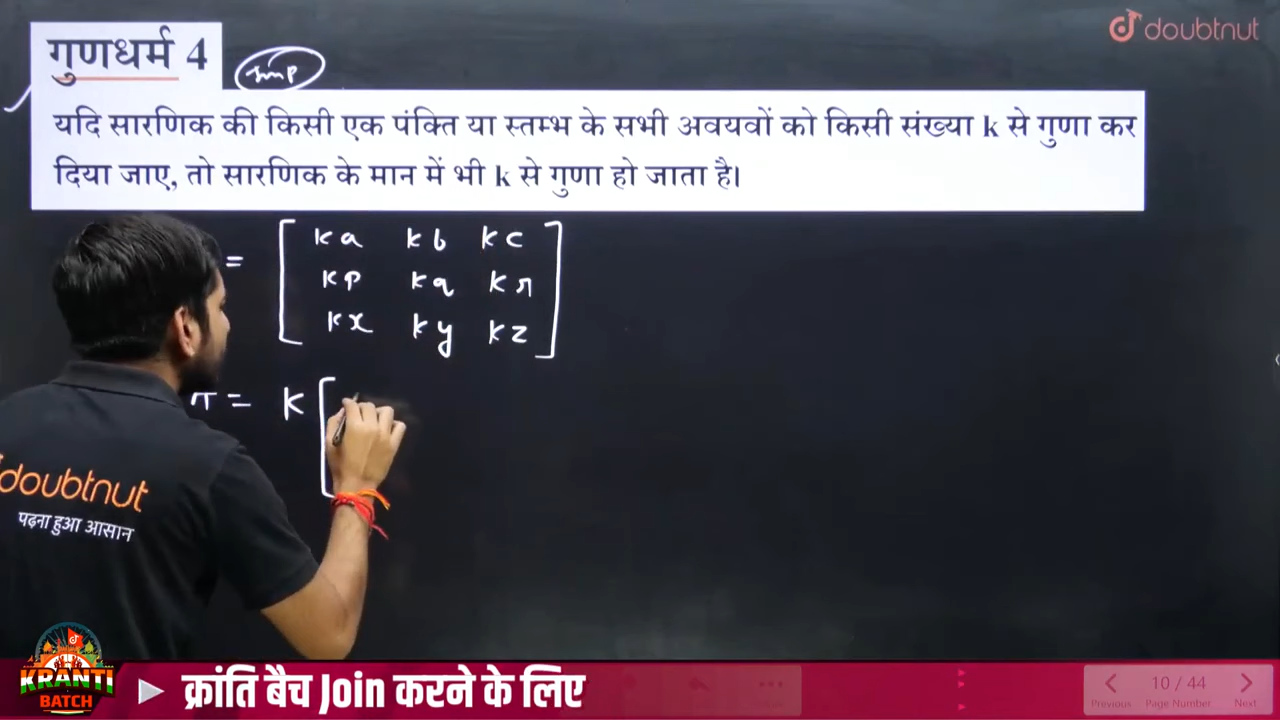 doubtnut
गुणधर्म 4
Imp
यदि सारणिक की किसी एक पंक्ति या स्तम्भ के सभी अवयवों को किसी संख्या k से गुणा कर
दिया जाए, तो सारणिक के मान में भी k से गुणा हो जाता है।
= [ ka kb kc
kp kq kr
kx ky kz ]
= K [
doubtnut
पढ़ना हुआ आसान
KRANTI
BATCH
क्रांति बैच Join करने के लिए
Previous
10 / 44
Page Number
Next